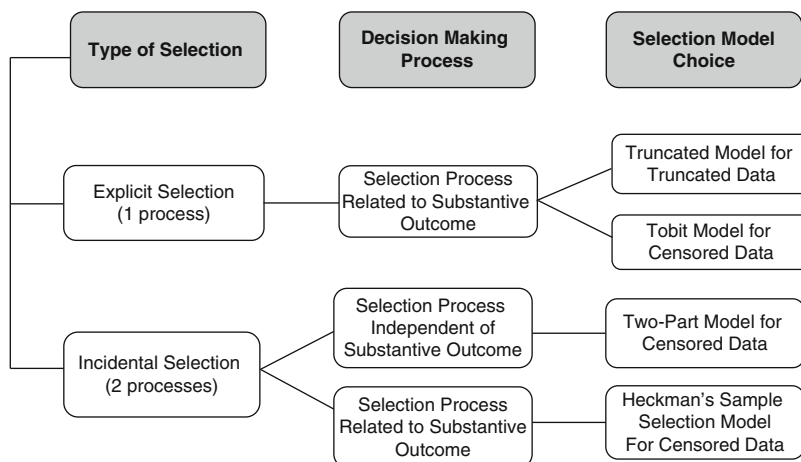 Type of Selection
Decision Making
Process
Selection Model
Choice
Explicit Selection
(1 process)
Selection Process
Related to Substantive
Outcome
Truncated Model for
Truncated Data
Tobit Model for
Censored Data
Incidental Selection
(2 processes)
Selection Process
Independent of
Substantive Outcome
Two-Part Model for
Censored Data
Selection Process
Related to Substantive
Outcome
Heckman's Sample
Selection Model
For Censored Data